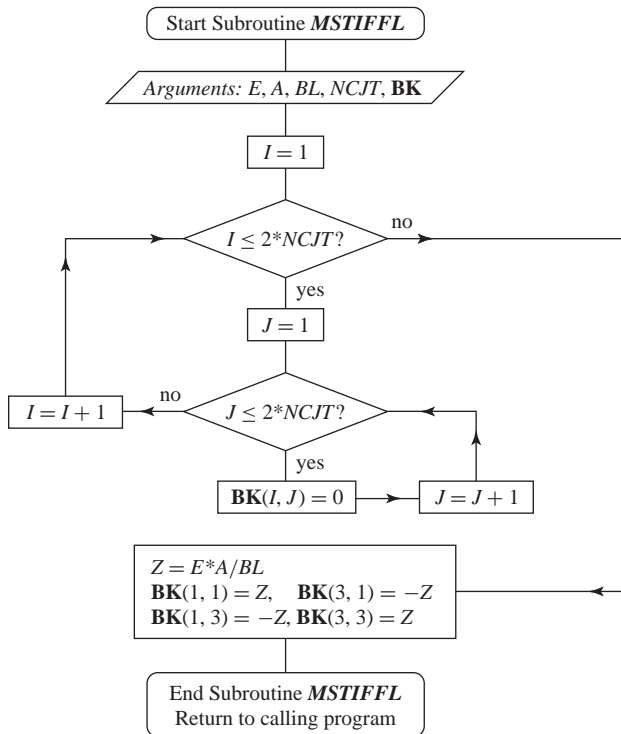 Start Subroutine MSTIFFL
Arguments: E, A, BL, NCJT, BK
I = 1
I ≤ 2*NCJT?
no
yes
J = 1
no
I = I + 1
J ≤ 2*NCJT?
yes
BK(I, J) = 0
J = J + 1
Z = E*A/BL
BK(1, 1) = Z, BK(3, 1) = −Z
BK(1, 3) = −Z, BK(3, 3) = Z
End Subroutine MSTIFFL
Return to calling program